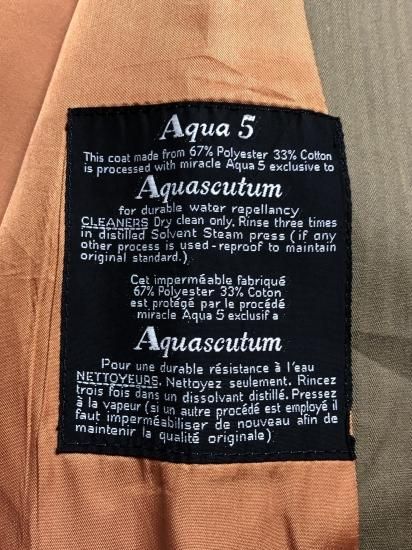 Aqua 5
This coat made from 67% Polyester 33% Cotton
is processed with miracle Aqua 5 exclusive to
Aquascutum
for durable water repellancy
CLEANERS Dry clean only, Rinse three times
in distilled Solvent Steam press (if any
other process is used-reproof to maintain
original standard.)
Cet imperméable fabriqué
67% Polyester 33% Coton
est protégé par le procédé
miracle Aqua 5 exclusif a
Aquascutum
Pour une durable résistance à l'eau
NETTOYEURS. Nettoyez seulement. Rincez
trois fois dans un dissolvant distillé. Pressez
à la vapeur (si un autre procédé est employé il
faut imperméabiliser de nouveau afin de
maintenir la qualité originale)